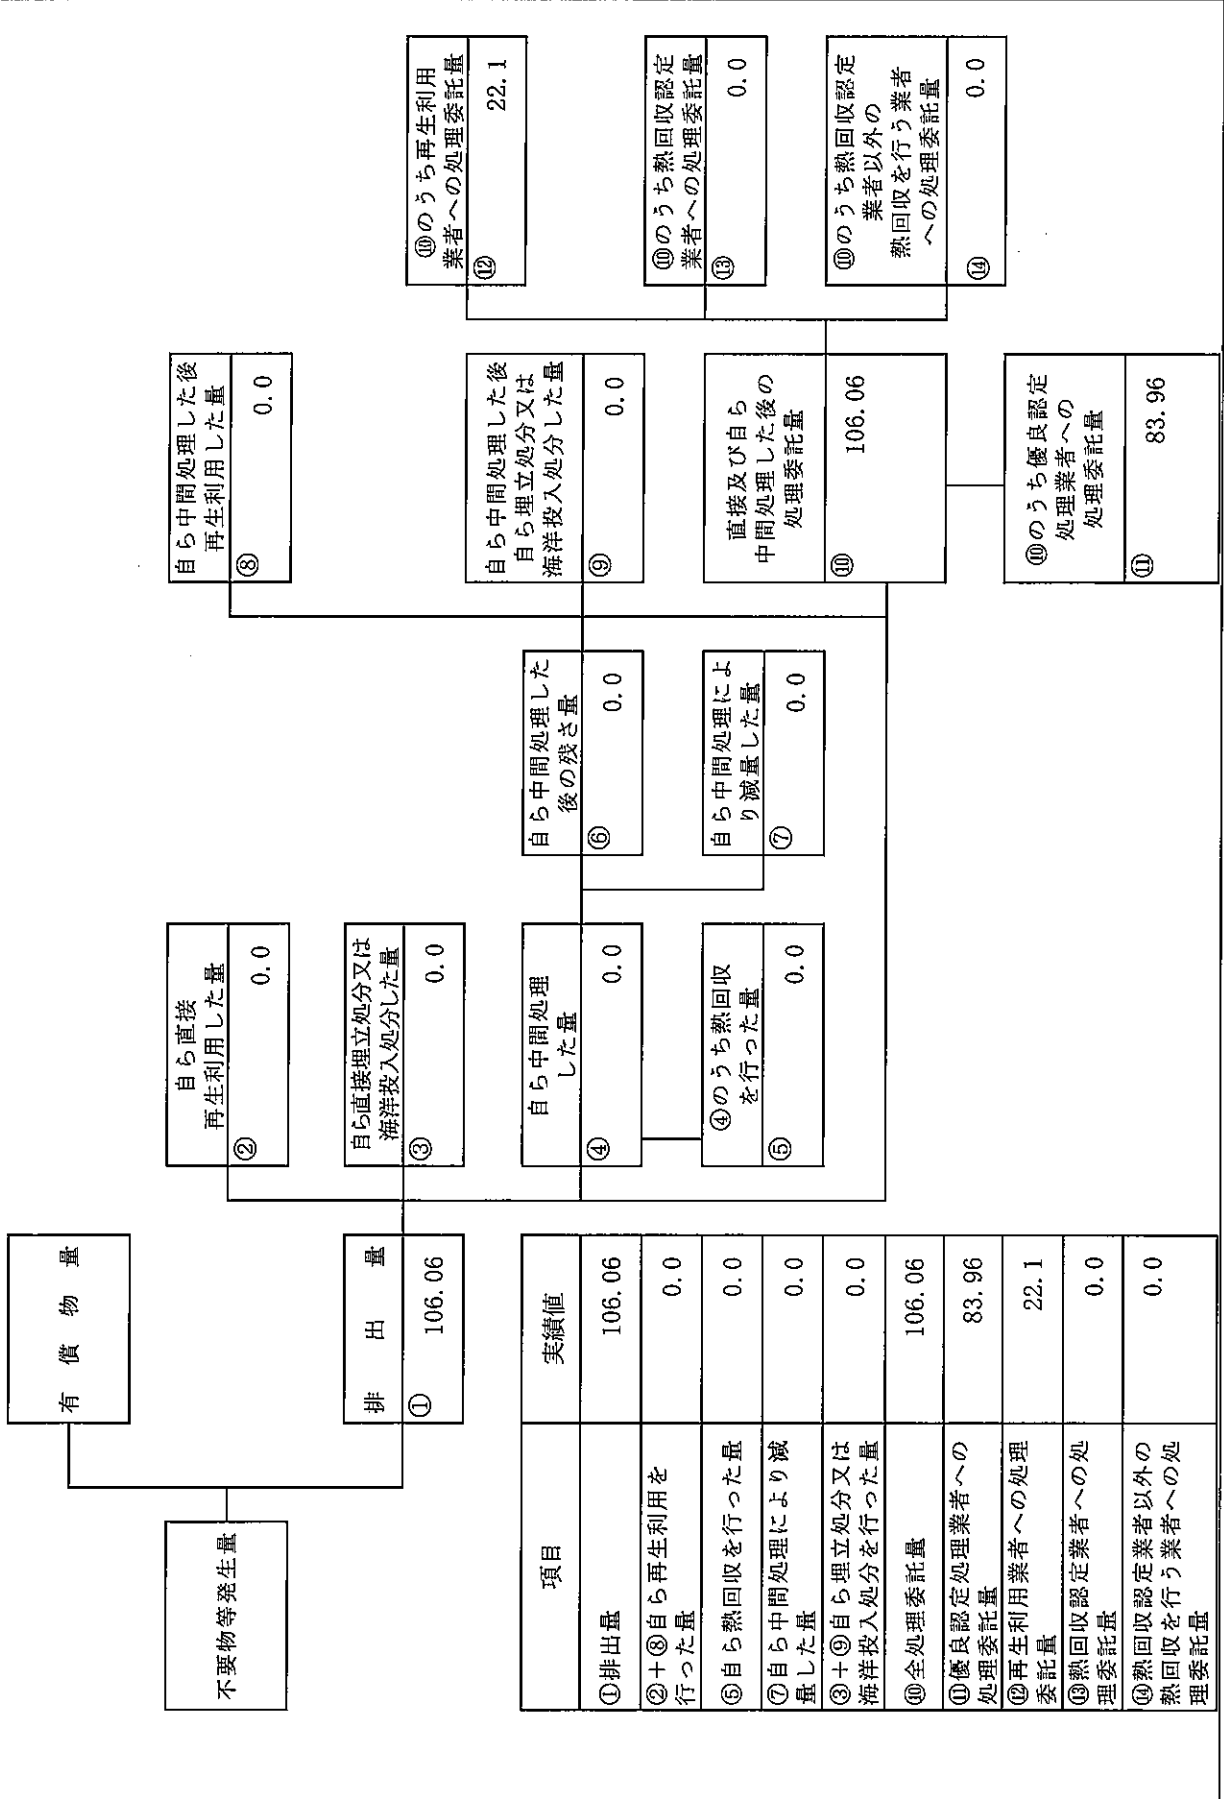 不要物等発生量
有償物量
排出量
① 106.06
自ら直接
再生利用した量
② 0.0
自ら直接埋立処分又は
海洋投入処分した量
③ 0.0
自ら中間処理
した量
④ 0.0
④のうち熱回収
を行った量
⑤ 0.0
自ら中間処理した
後の残さ量
⑥ 0.0
自ら中間処理によ
り減量した量
⑦ 0.0
自ら中間処理した後
再生利用した量
⑧ 0.0
自ら中間処理した後
自ら埋立処分又は
海洋投入処分した量
⑨ 0.0
直接及び自ら
中間処理した後の
処理委託量
⑩ 106.06
⑩のうち優良認定
処理業者への
処理委託量
⑪ 83.96
⑩のうち再生利用
業者への処理委託量
⑫ 22.1
⑩のうち熱回収認定
業者への処理委託量
⑬ 0.0
⑩のうち熱回収認定
業者以外の
熱回収を行う業者
への処理委託量
⑭ 0.0
項目 実績値
①排出量 106.06
②+⑧自ら再生利用を
行った量 0.0
⑤自ら熱回収を行った量 0.0
⑦自ら中間処理により減
量した量 0.0
③+⑨自ら埋立処分又は
海洋投入処分を行った量 0.0
⑩全処理委託量 106.06
⑪優良認定処理業者への
処理委託量 83.96
⑫再生利用業者への処理
委託量 22.1
⑬熱回収認定業者への処
理委託量 0.0
⑭熱回収認定業者以外の
熱回収を行う業者への処
理委託量 0.0